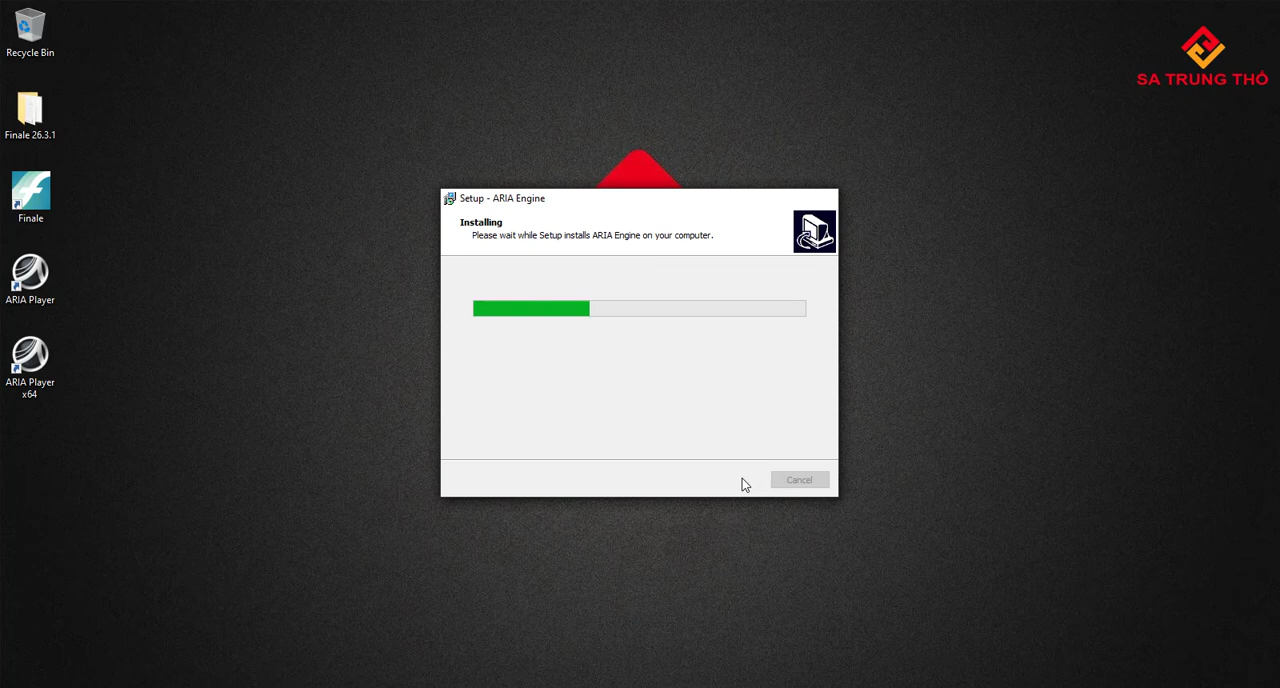 Recycle Bin
Finale 26.3.1
Finale
ARIA Player
ARIA Player
x64
SA TRUNG THỔ
Setup - ARIA Engine
Installing
Please wait while Setup installs ARIA Engine on your computer.
Cancel